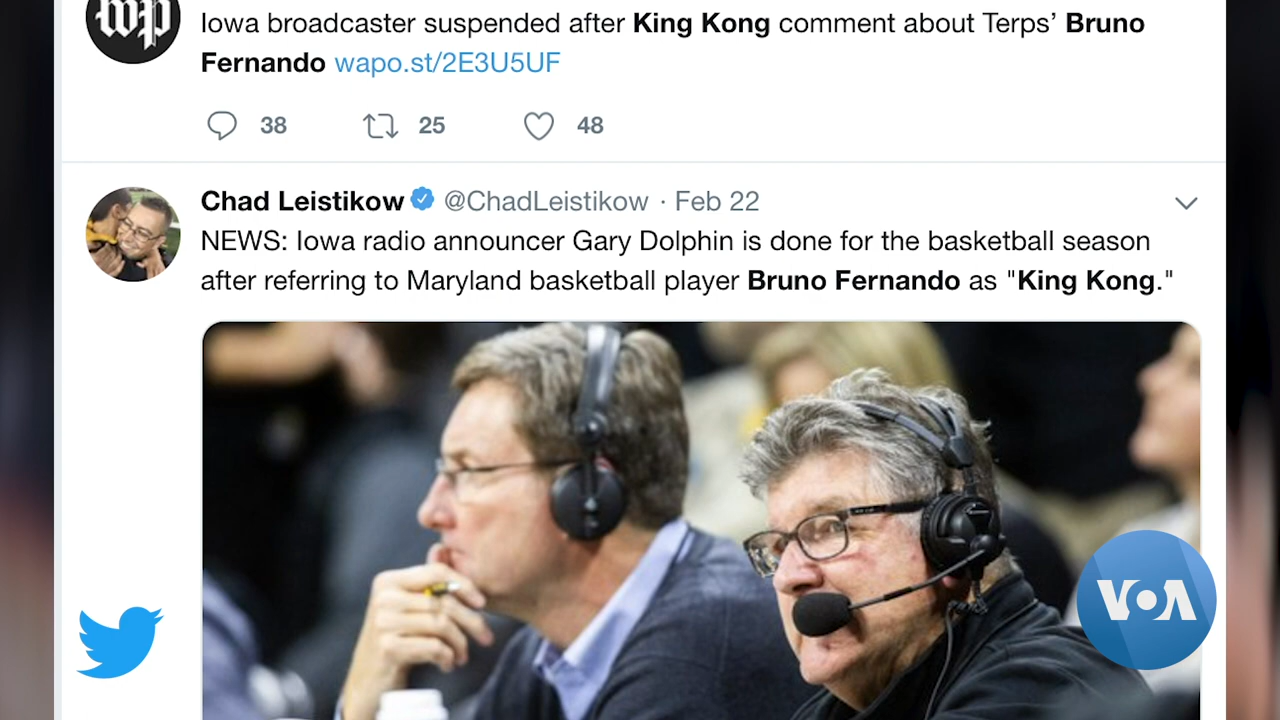 wp
Iowa broadcaster suspended after King Kong comment about Terps’ Bruno
Fernando wapo.st/2E3U5UF
38 25 48
Chad Leistikow @ChadLeistikow · Feb 22
NEWS: Iowa radio announcer Gary Dolphin is done for the basketball season
after referring to Maryland basketball player Bruno Fernando as "King Kong."
VOA